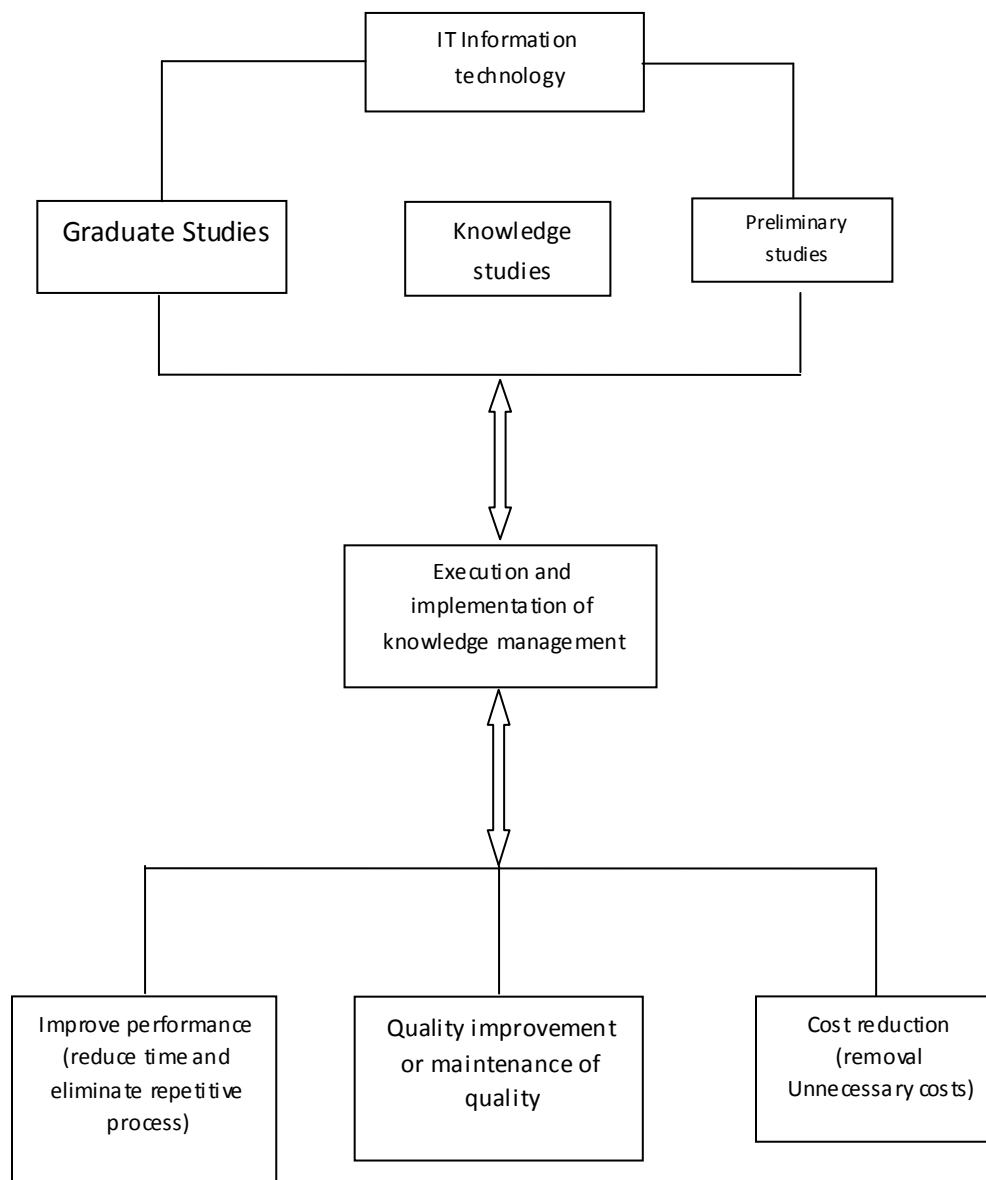 IT Information
technology
Graduate Studies
Knowledge
studies
Preliminary
studies
Execution and
implementation of
knowledge management
Improve performance
(reduce time and
eliminate repetitive
process)
Quality improvement
or maintenance of
quality
Cost reduction
(removal
Unnecessary costs)